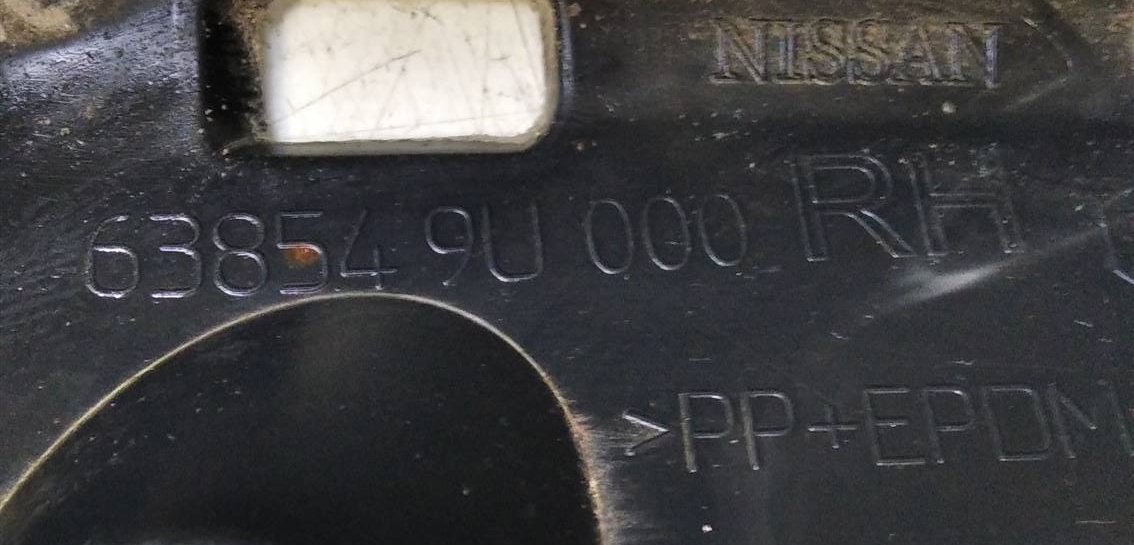 NISSAN
63854 9U 000 RH
>PP+EPDM